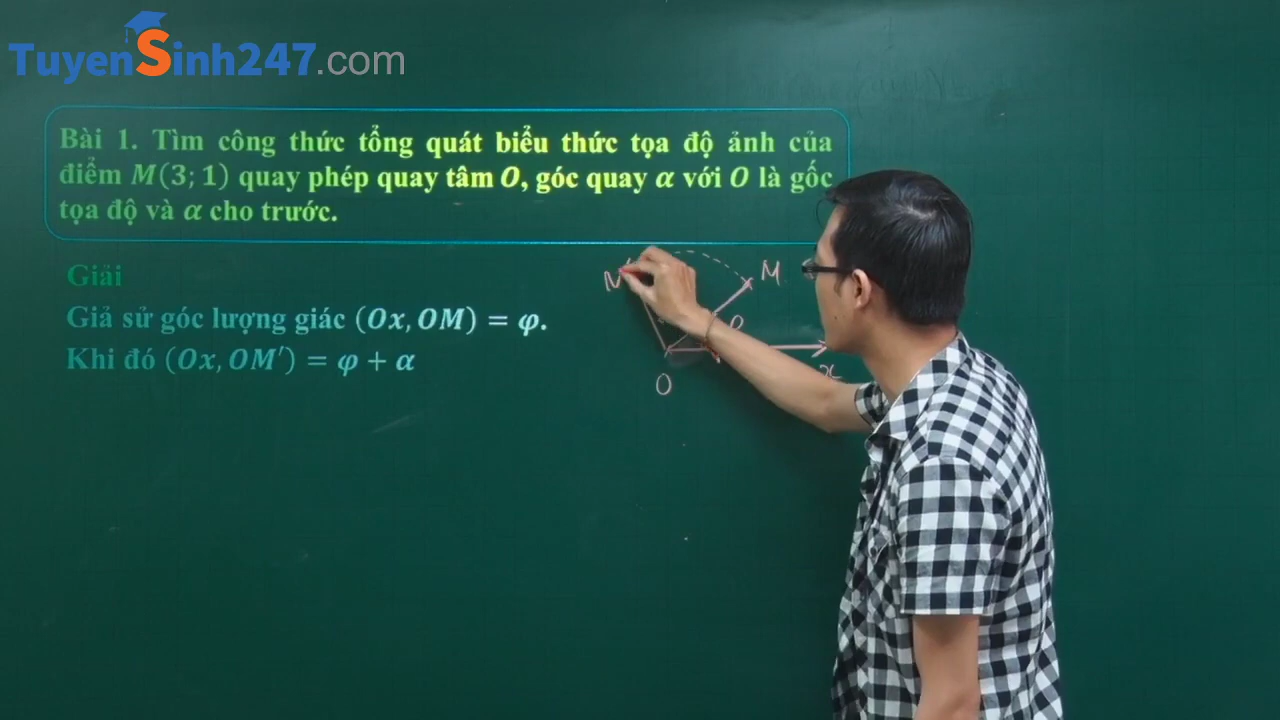 TuyenSinh247.com
Bài 1. Tìm công thức tổng quát biểu thức tọa độ ảnh của
điểm M(3; 1) quay phép quay tâm O, góc quay α với O là gốc
tọa độ và α cho trước.
Giải
Giả sử góc lượng giác (Ox, OM) = φ.
Khi đó (Ox, OM′) = φ + α
M
O
x